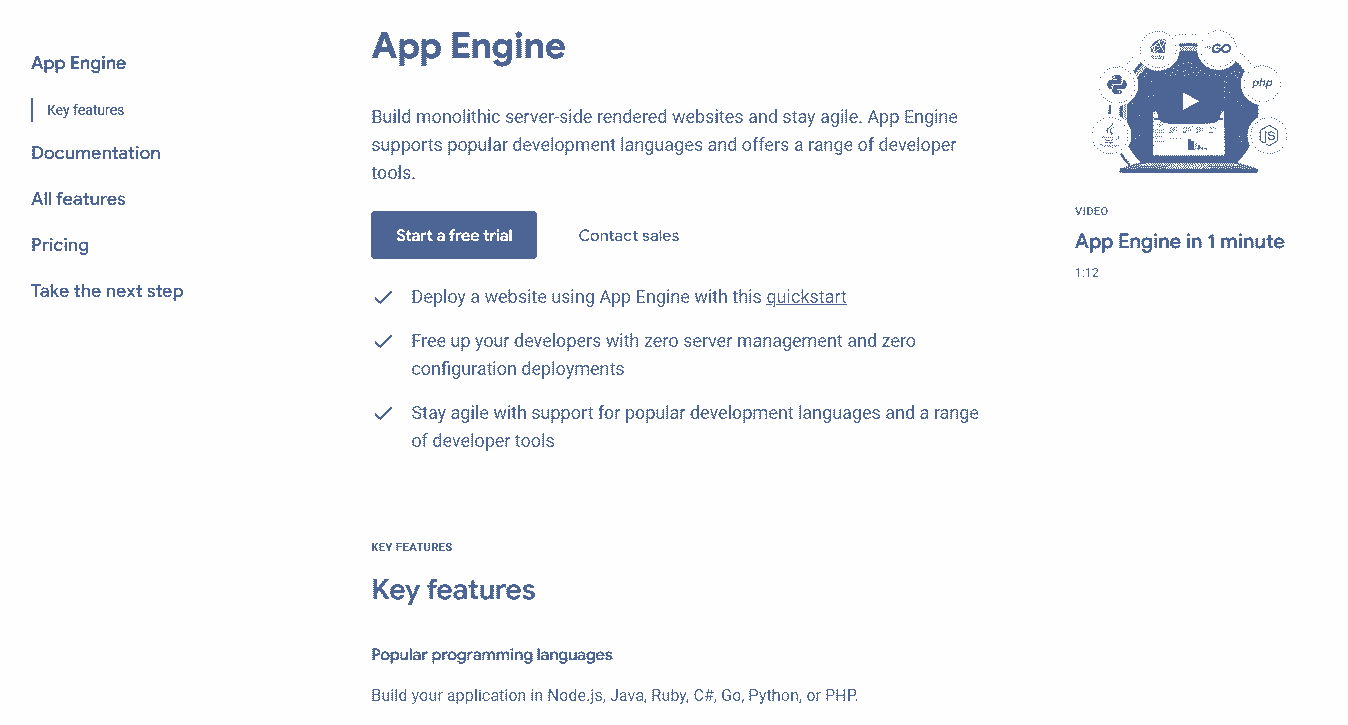 App Engine
Key features
Documentation
All features
Pricing
Take the next step
App Engine
Build monolithic server-side rendered websites and stay agile. App Engine
supports popular development languages and offers a range of developer
tools.
Start a free trial
Contact sales
Deploy a website using App Engine with this quickstart
Free up your developers with zero server management and zero
configuration deployments
Stay agile with support for popular development languages and a range
of developer tools
GO
php
JS
VIDEO
App Engine in 1 minute
1:12
KEY FEATURES
Key features
Popular programming languages
Build your application in Node.js, Java, Ruby, C#, Go, Python, or PHP.